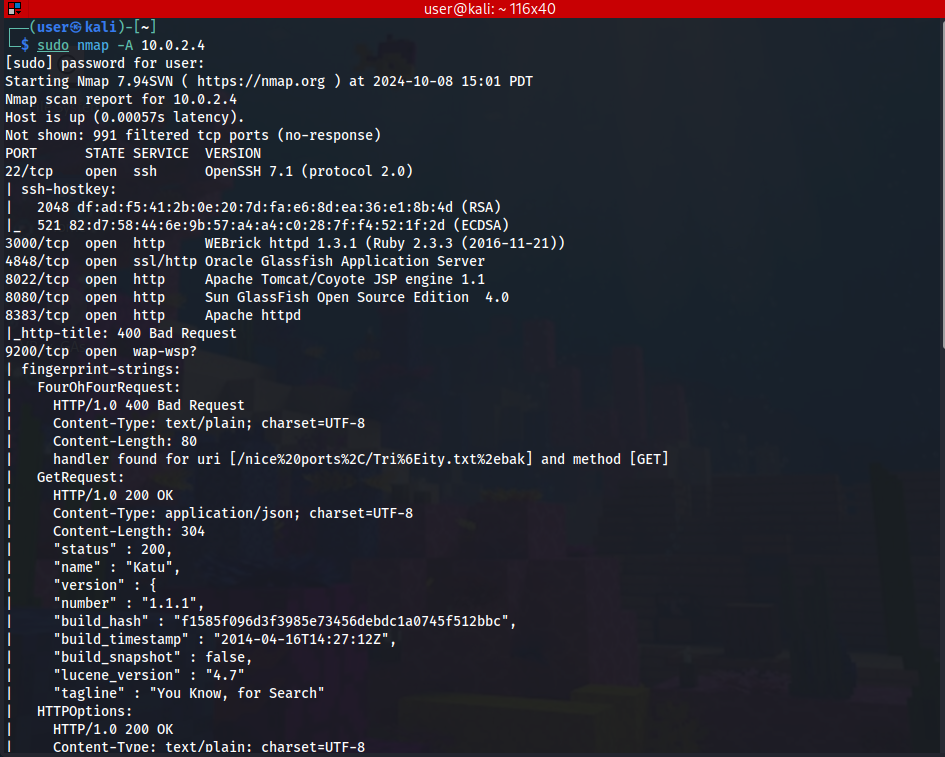 user@kali: ~ 116x40
┌──(user㉿kali)-[~]
└─$ sudo nmap -A 10.0.2.4
[sudo] password for user:
Starting Nmap 7.94SVN ( https://nmap.org ) at 2024-10-08 15:01 PDT
Nmap scan report for 10.0.2.4
Host is up (0.00057s latency).
Not shown: 991 filtered tcp ports (no-response)
PORT     STATE SERVICE  VERSION
22/tcp   open  ssh      OpenSSH 7.1 (protocol 2.0)
| ssh-hostkey:
|   2048 df:ad:f5:41:2b:0e:20:7d:fa:e6:8d:ea:36:e1:8b:4d (RSA)
|_  521 82:d7:58:44:6e:9b:57:a4:a4:c0:28:7f:f4:52:1f:2d (ECDSA)
3000/tcp open  http     WEBrick httpd 1.3.1 (Ruby 2.3.3 (2016-11-21))
4848/tcp open  ssl/http Oracle Glassfish Application Server
8022/tcp open  http     Apache Tomcat/Coyote JSP engine 1.1
8080/tcp open  http     Sun GlassFish Open Source Edition  4.0
8383/tcp open  http     Apache httpd
|_http-title: 400 Bad Request
9200/tcp open  wap-wsp?
| fingerprint-strings:
|   FourOhFourRequest:
|     HTTP/1.0 400 Bad Request
|     Content-Type: text/plain; charset=UTF-8
|     Content-Length: 80
|     handler found for uri [/nice%20ports%2C/Tri%6Eity.txt%2ebak] and method [GET]
|   GetRequest:
|     HTTP/1.0 200 OK
|     Content-Type: application/json; charset=UTF-8
|     Content-Length: 304
|     "status" : 200,
|     "name" : "Katu",
|     "version" : {
|     "number" : "1.1.1",
|     "build_hash" : "f1585f096d3f3985e73456debdc1a0745f512bbc",
|     "build_timestamp" : "2014-04-16T14:27:12Z",
|     "build_snapshot" : false,
|     "lucene_version" : "4.7"
|     "tagline" : "You Know, for Search"
|   HTTPOptions:
|     HTTP/1.0 200 OK
|     Content-Type: text/plain; charset=UTF-8